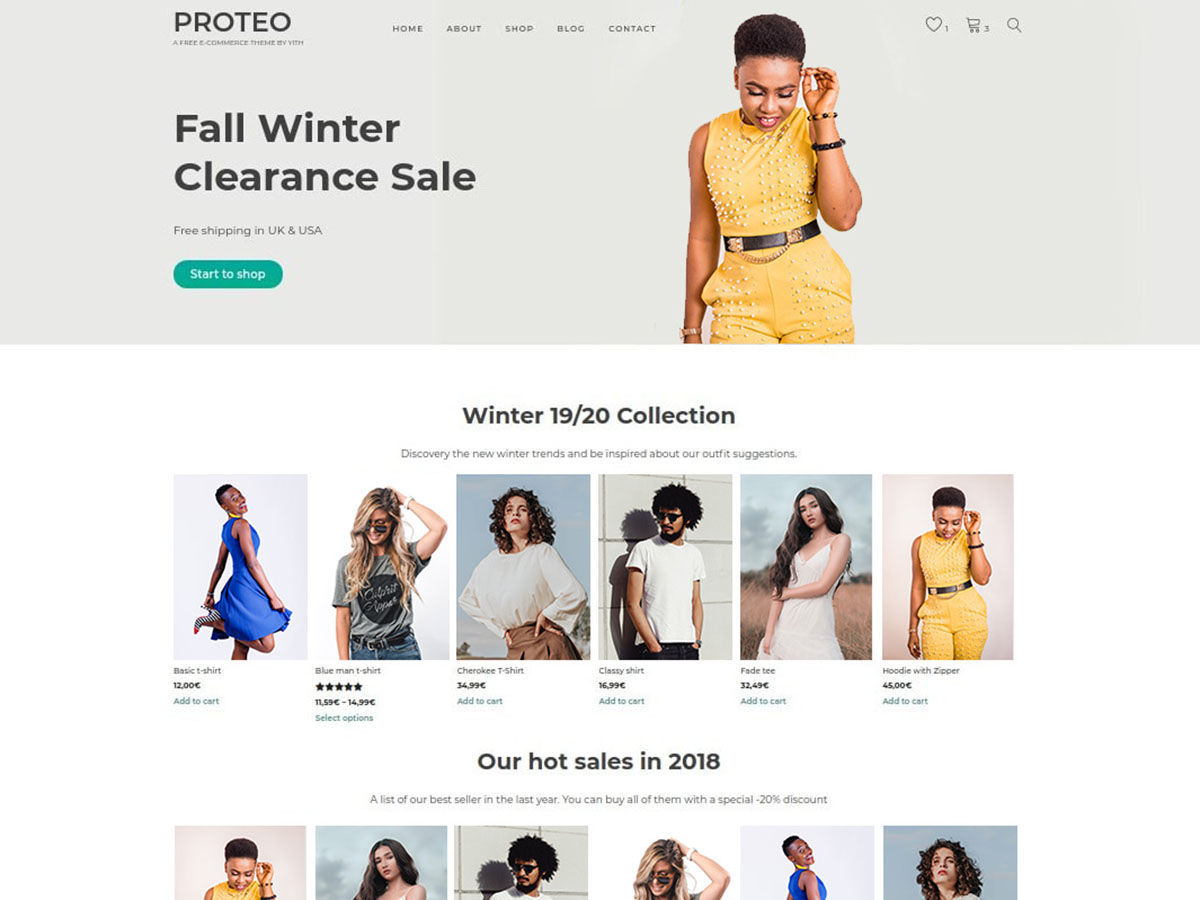 PROTEO
A FREE E-COMMERCE THEME BY YITH
HOME ABOUT SHOP BLOG CONTACT
1 3
Fall Winter
Clearance Sale
Free shipping in UK & USA
Start to shop
Winter 19/20 Collection
Discovery the new winter trends and be inspired about our outfit suggestions.
Culprit
Appar
Basic t-shirt
12,00€
Add to cart
Blue man t-shirt
11,59€ – 14,99€
Select options
Cherokee T-Shirt
34,99€
Add to cart
Classy shirt
16,99€
Add to cart
Fade tee
32,49€
Add to cart
Hoodie with Zipper
45,00€
Add to cart
Our hot sales in 2018
A list of our best seller in the last year. You can buy all of them with a special -20% discount